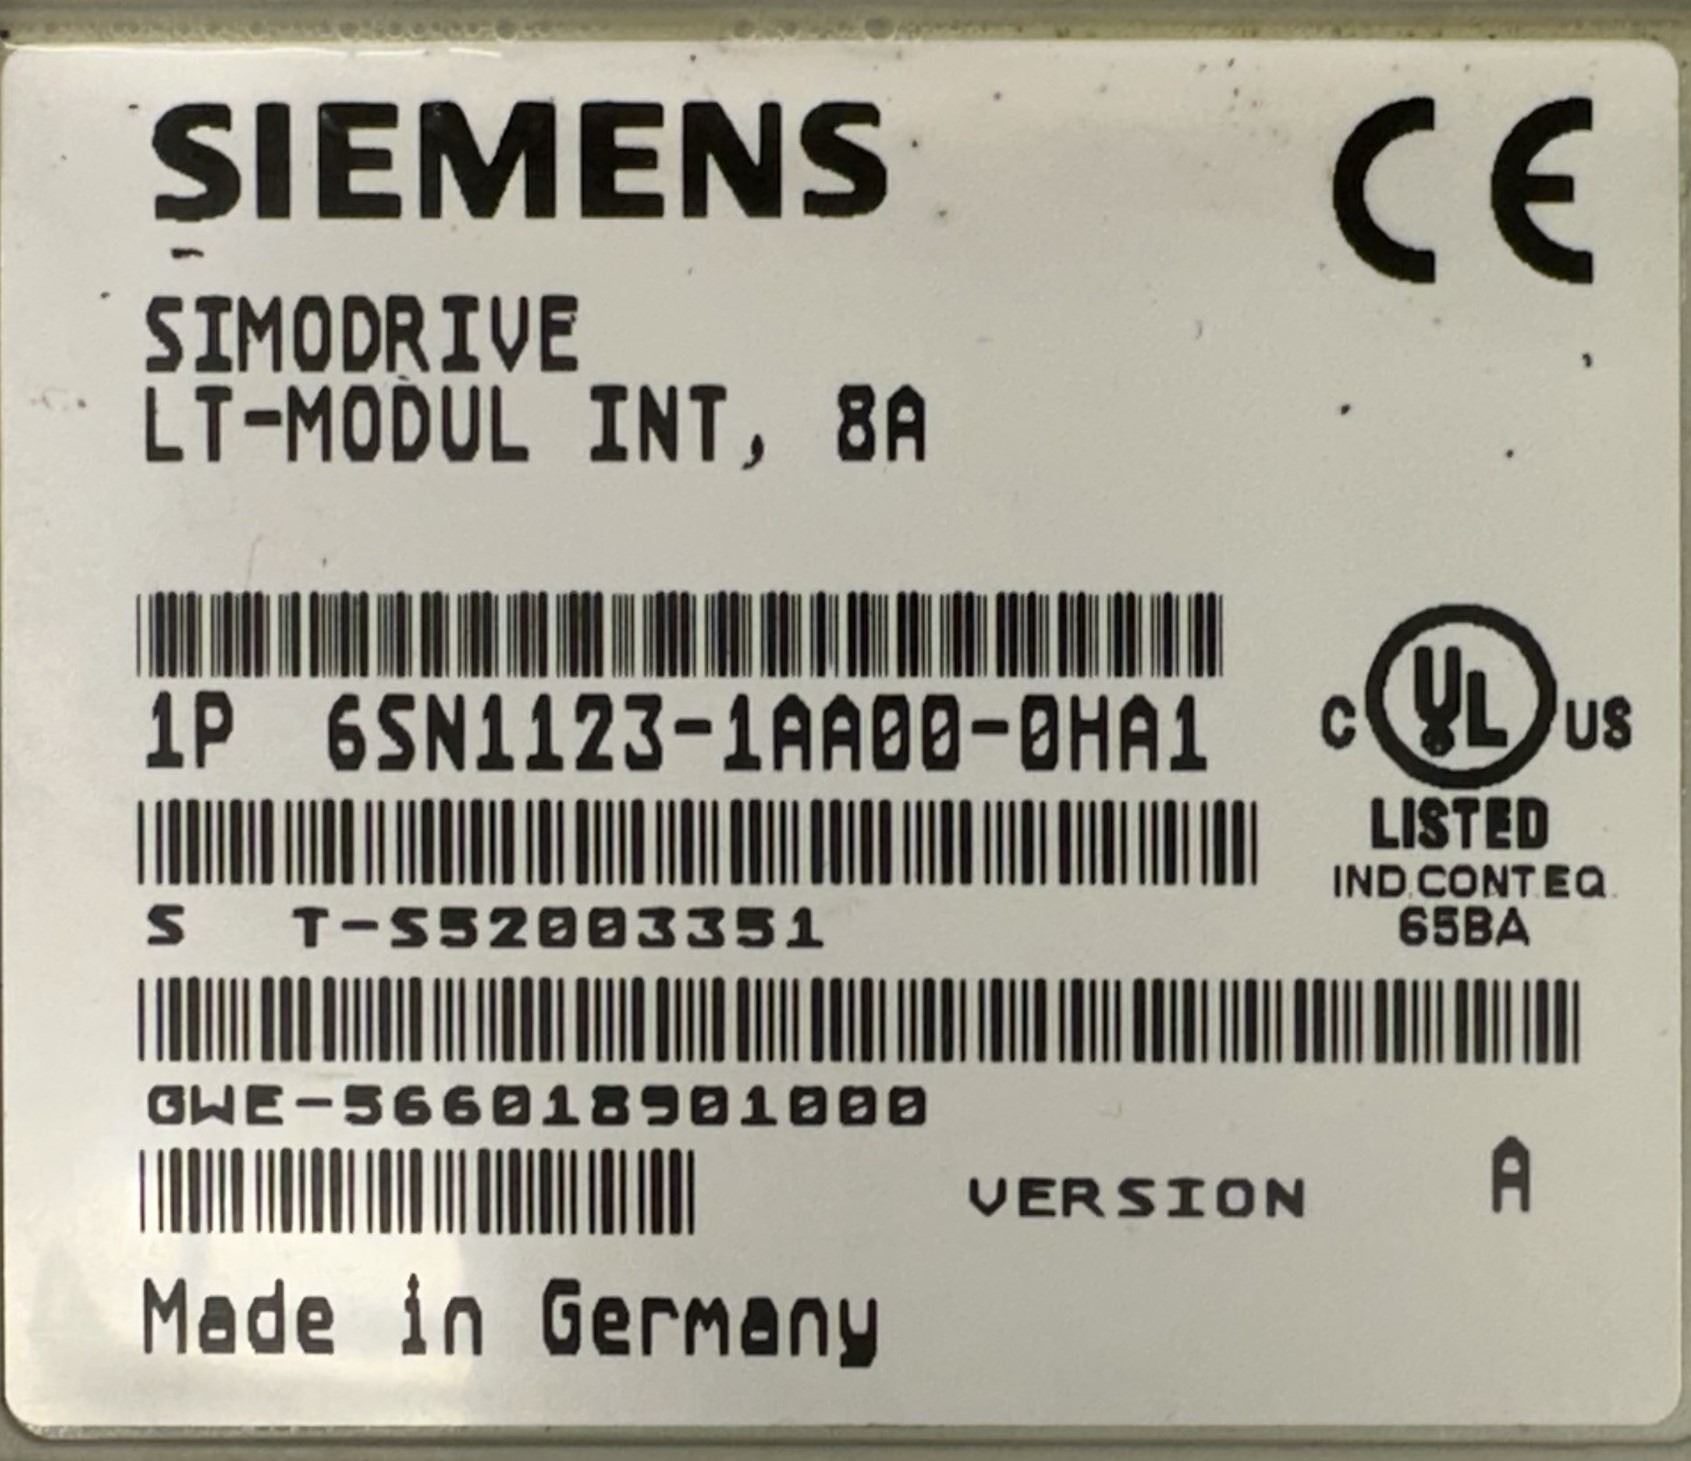 SIEMENS
CE
SIMODRIVE
LT-MODUL INT, 8A
1P 6SN1123-1AA00-0HA1
C UL US
LISTED
IND.CONT.EQ.
65BA
S T-S52003351
GWE-566018901000
VERSION A
Made in Germany